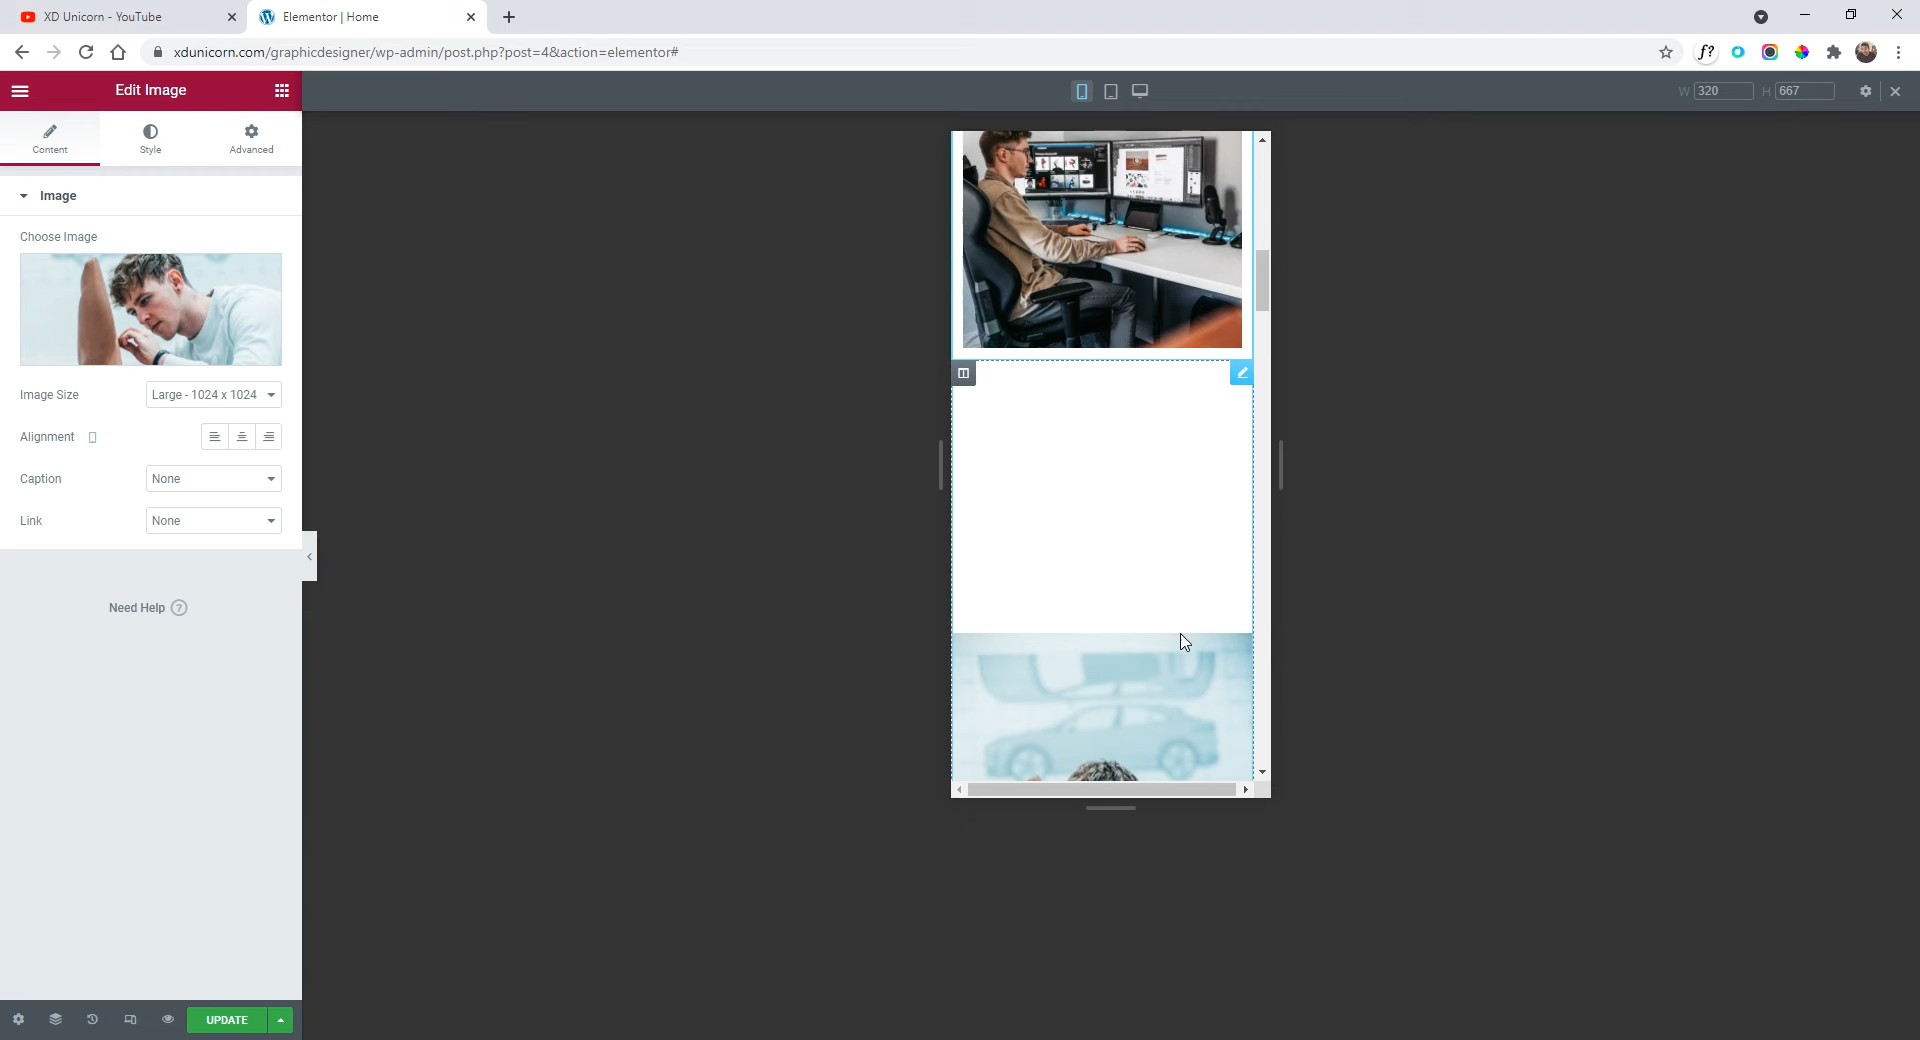 XD Unicorn - YouTube
Elementor | Home
xdunicorn.com/graphicdesigner/wp-admin/post.php?post=4&action=elementor#
f?
Edit Image
W 320 H 667
Content
Style
Advanced
Image
Choose Image
Image Size
Large - 1024 x 1024
Alignment
Caption
None
Link
None
Need Help ?
UPDATE